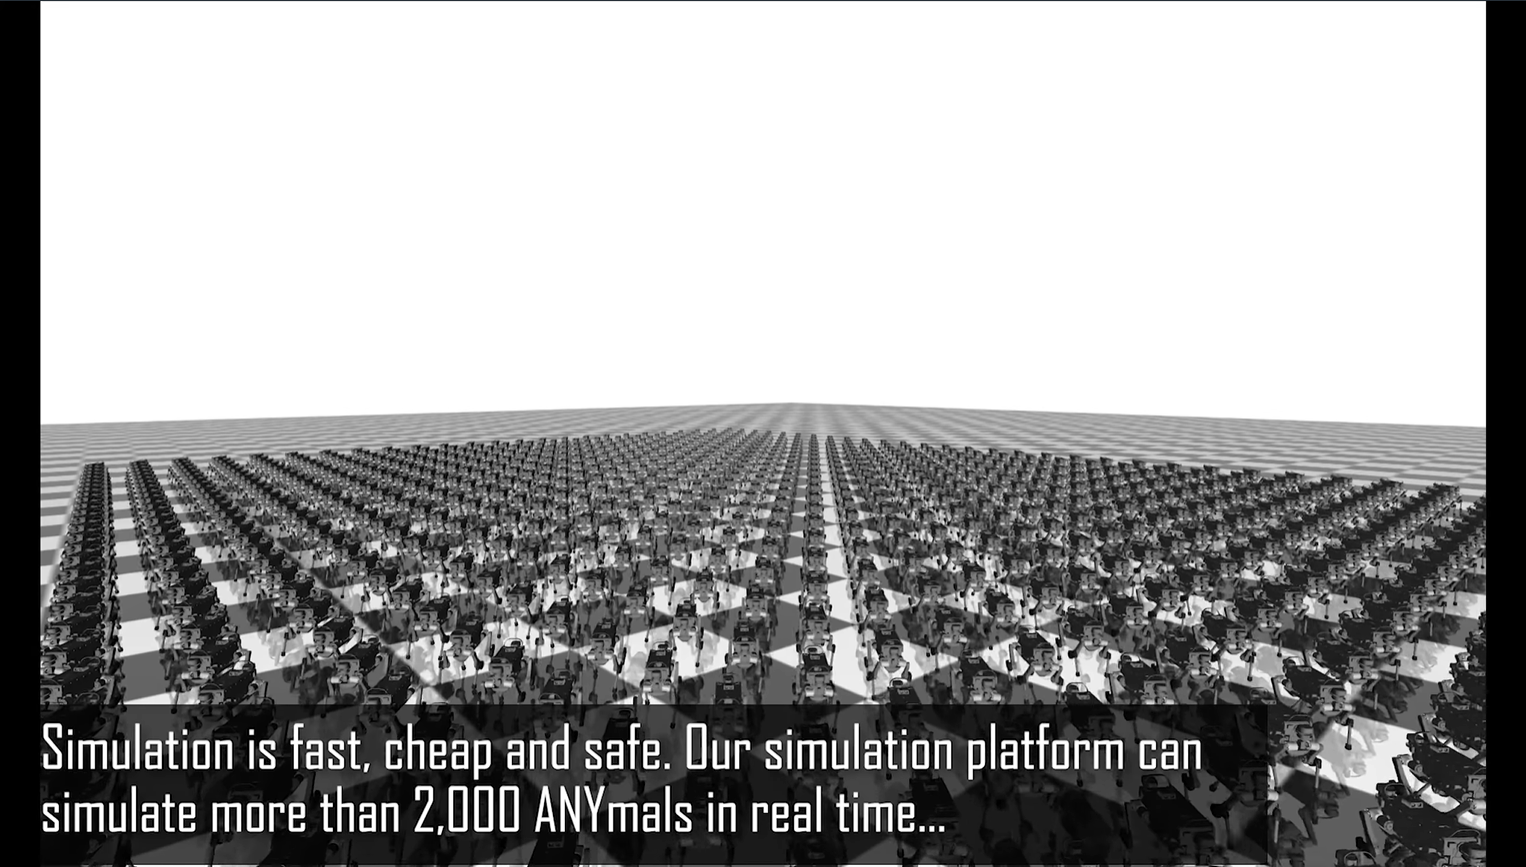 Simulation is fast, cheap and safe. Our simulation platform can
simulate more than 2,000 ANYmals in real time...